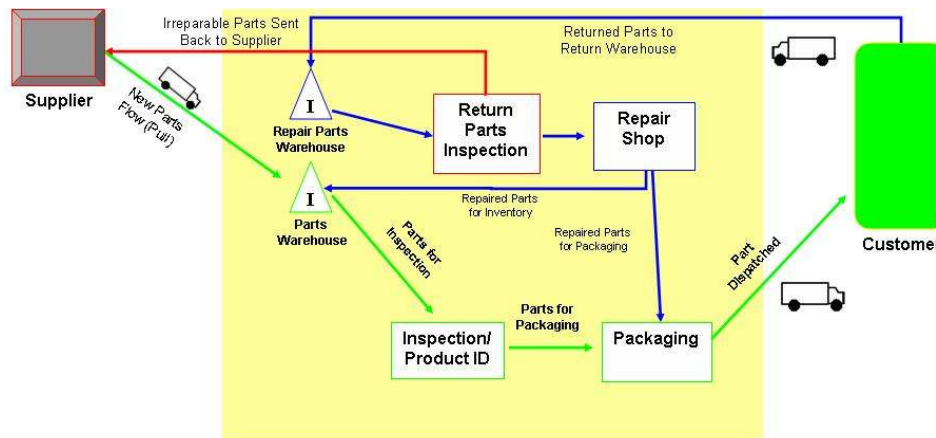 Irreparable Parts Sent
Back to Supplier
Returned Parts to
Return Warehouse
Supplier
New Parts
Flow (Pull)
I
Repair Parts
Warehouse
Return
Parts
Inspection
Repair
Shop
I
Parts
Warehouse
Repaired Parts
for Inventory
Repaired Parts
for Packaging
Customer
Parts for
Inspection
Part
Dispatched
Parts for
Packaging
Inspection/
Product ID
Packaging